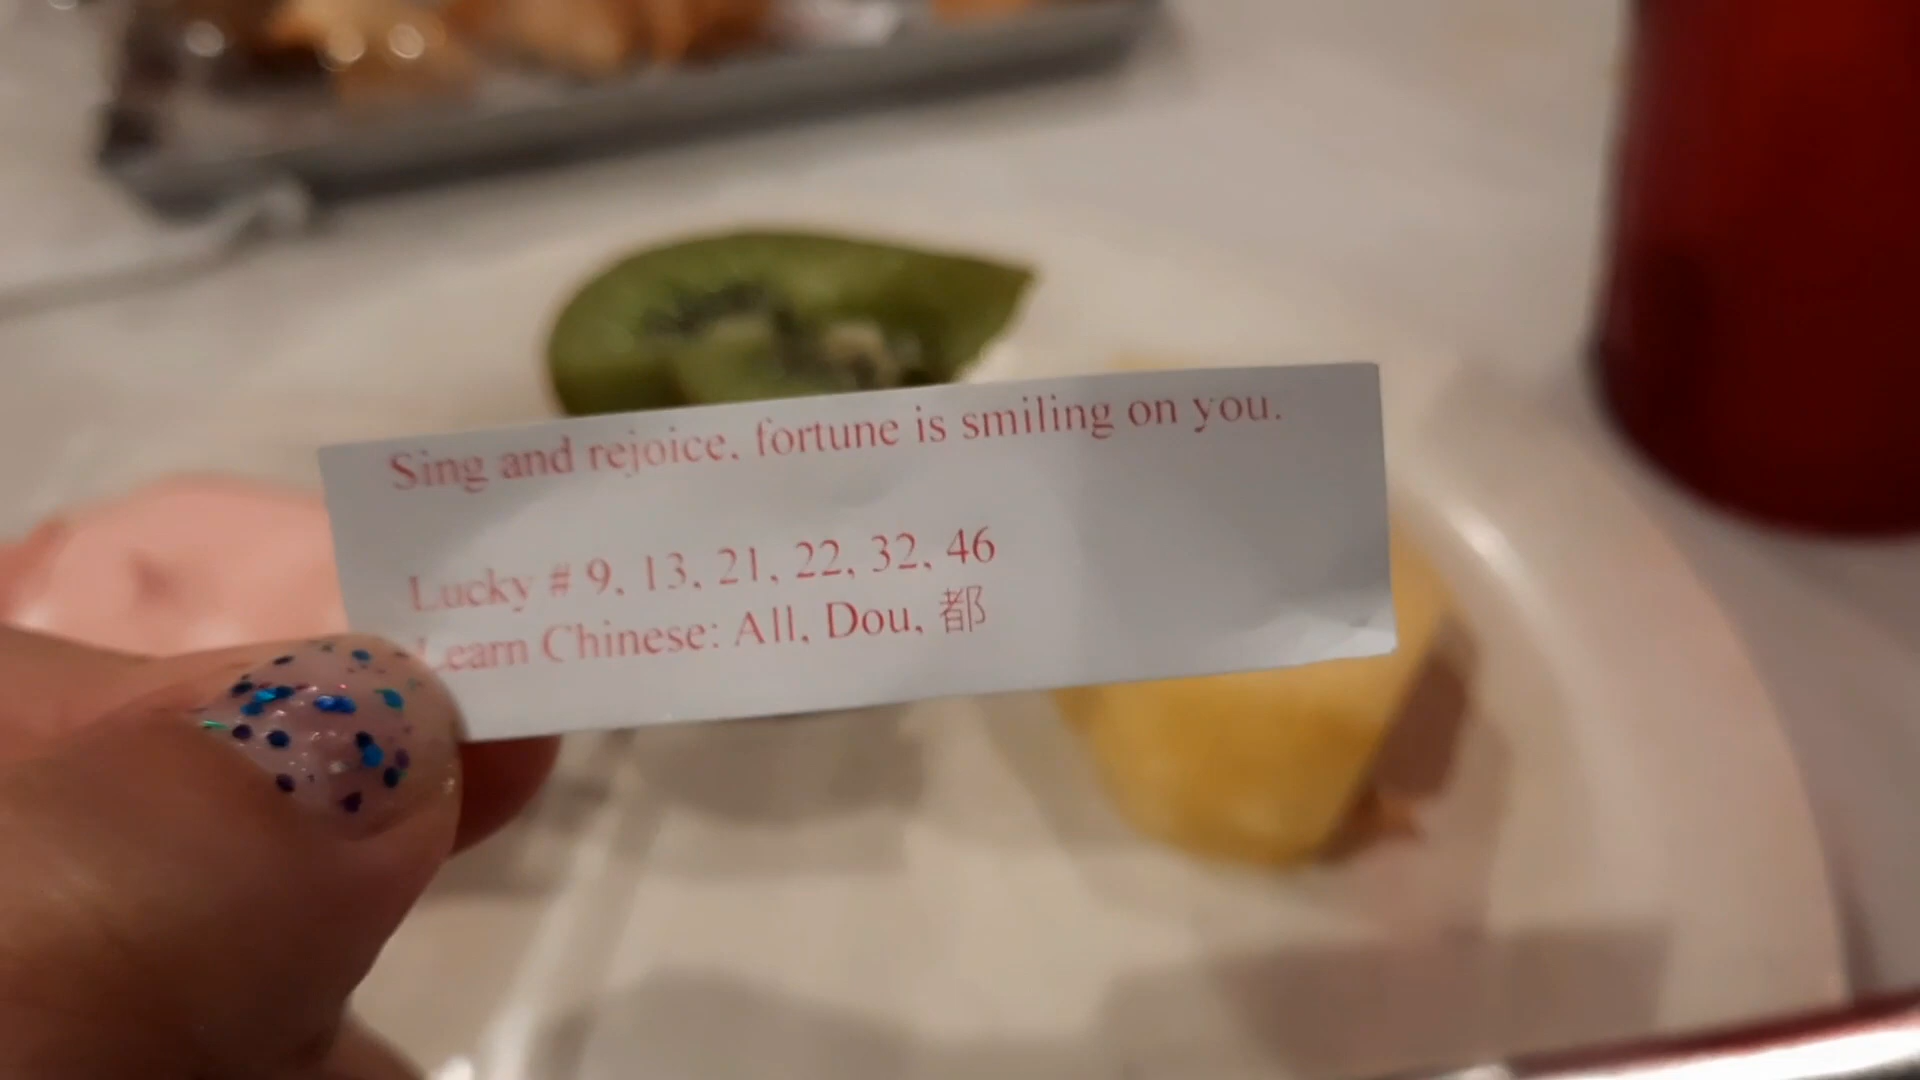 Sing and rejoice, fortune is smiling on you.
Lucky # 9, 13, 21, 22, 32, 46
Learn Chinese: All, Dou, 都